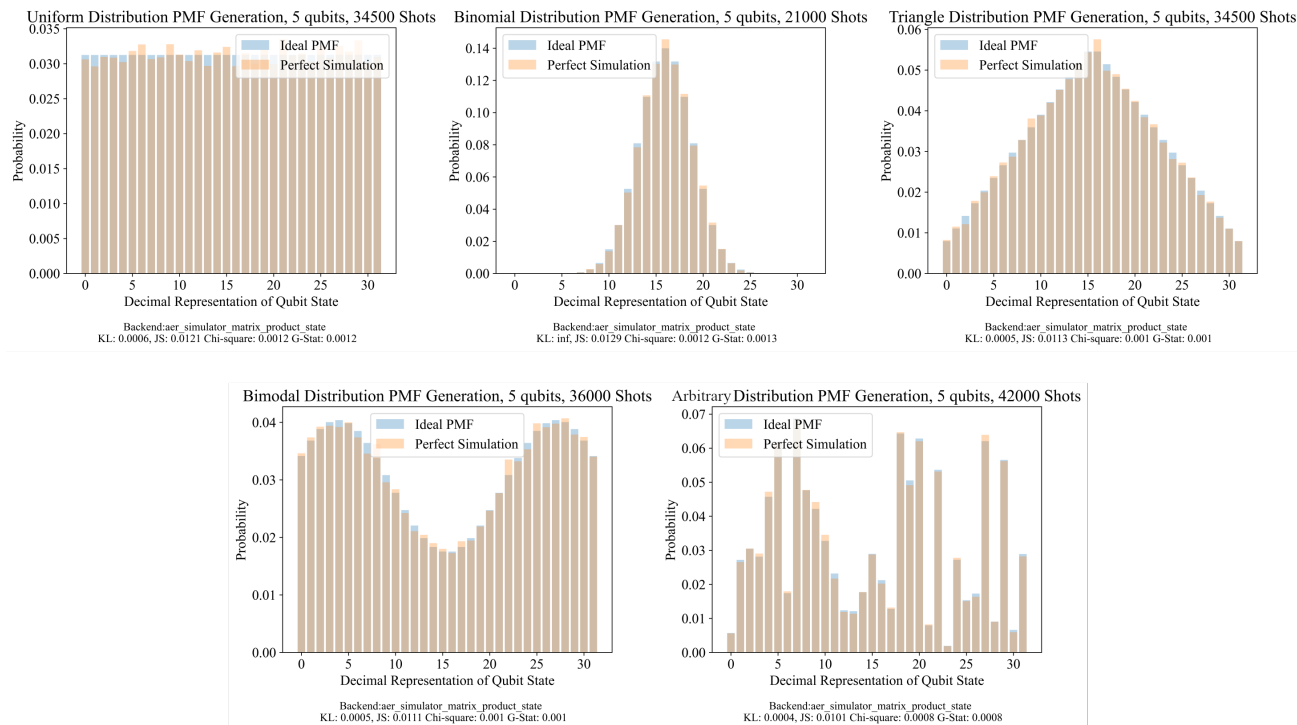 Uniform Distribution PMF Generation, 5 qubits, 34500 Shots
0.035
0.030
0.025
0.020
0.015
0.010
0.005
0.000
Probability
Ideal PMF
Perfect Simulation
0 5 10 15 20 25 30
Decimal Representation of Qubit State
Backend:aer_simulator_matrix_product_state
KL: 0.0006, JS: 0.0121 Chi-square: 0.0012 G-Stat: 0.0012
Binomial Distribution PMF Generation, 5 qubits, 21000 Shots
0.14
0.12
0.10
0.08
0.06
0.04
0.02
0.00
Probability
Ideal PMF
Perfect Simulation
0 5 10 15 20 25 30
Decimal Representation of Qubit State
Backend:aer_simulator_matrix_product_state
KL: inf, JS: 0.0129 Chi-square: 0.0012 G-Stat: 0.0013
Triangle Distribution PMF Generation, 5 qubits, 34500 Shots
0.06
0.05
0.04
0.03
0.02
0.01
0.00
Probability
Ideal PMF
Perfect Simulation
0 5 10 15 20 25 30
Decimal Representation of Qubit State
Backend:aer_simulator_matrix_product_state
KL: 0.0005, JS: 0.0113 Chi-square: 0.001 G-Stat: 0.001
Bimodal Distribution PMF Generation, 5 qubits, 36000 Shots
0.04
0.03
0.02
0.01
0.00
Probability
Ideal PMF
Perfect Simulation
0 5 10 15 20 25 30
Decimal Representation of Qubit State
Backend:aer_simulator_matrix_product_state
KL: 0.0005, JS: 0.0111 Chi-square: 0.001 G-Stat: 0.001
Arbitrary Distribution PMF Generation, 5 qubits, 42000 Shots
0.07
0.06
0.05
0.04
0.03
0.02
0.01
0.00
Probability
Ideal PMF
Perfect Simulation
0 5 10 15 20 25 30
Decimal Representation of Qubit State
Backend:aer_simulator_matrix_product_state
KL: 0.0004, JS: 0.0101 Chi-square: 0.0008 G-Stat: 0.0008